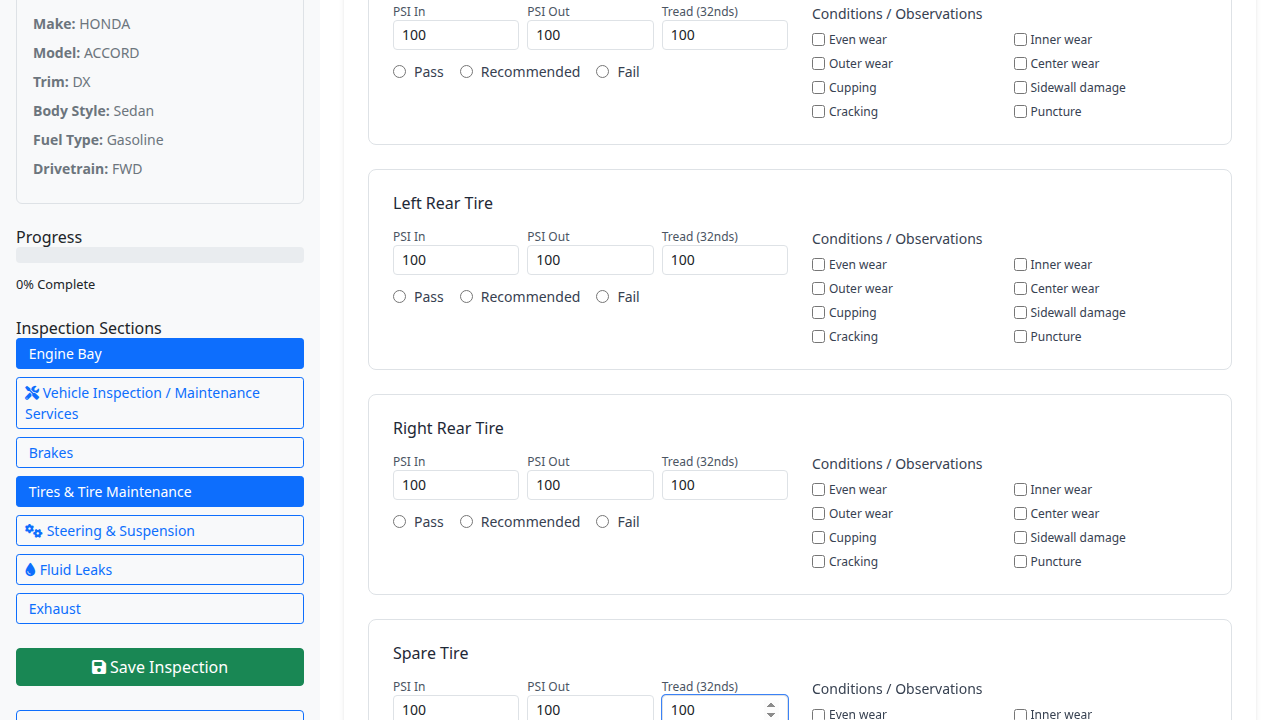 Make: HONDA
Model: ACCORD
Trim: DX
Body Style: Sedan
Fuel Type: Gasoline
Drivetrain: FWD
Progress
0% Complete
Inspection Sections
Engine Bay
Vehicle Inspection / Maintenance
Services
Brakes
Tires & Tire Maintenance
Steering & Suspension
Fluid Leaks
Exhaust
Save Inspection
PSI In PSI Out Tread (32nds)
100 100 100
Pass Recommended Fail
Conditions / Observations
Even wear Inner wear
Outer wear Center wear
Cupping Sidewall damage
Cracking Puncture
Left Rear Tire
PSI In PSI Out Tread (32nds)
100 100 100
Pass Recommended Fail
Conditions / Observations
Even wear Inner wear
Outer wear Center wear
Cupping Sidewall damage
Cracking Puncture
Right Rear Tire
PSI In PSI Out Tread (32nds)
100 100 100
Pass Recommended Fail
Conditions / Observations
Even wear Inner wear
Outer wear Center wear
Cupping Sidewall damage
Cracking Puncture
Spare Tire
PSI In PSI Out Tread (32nds)
100 100 100
Conditions / Observations
Even wear Inner wear